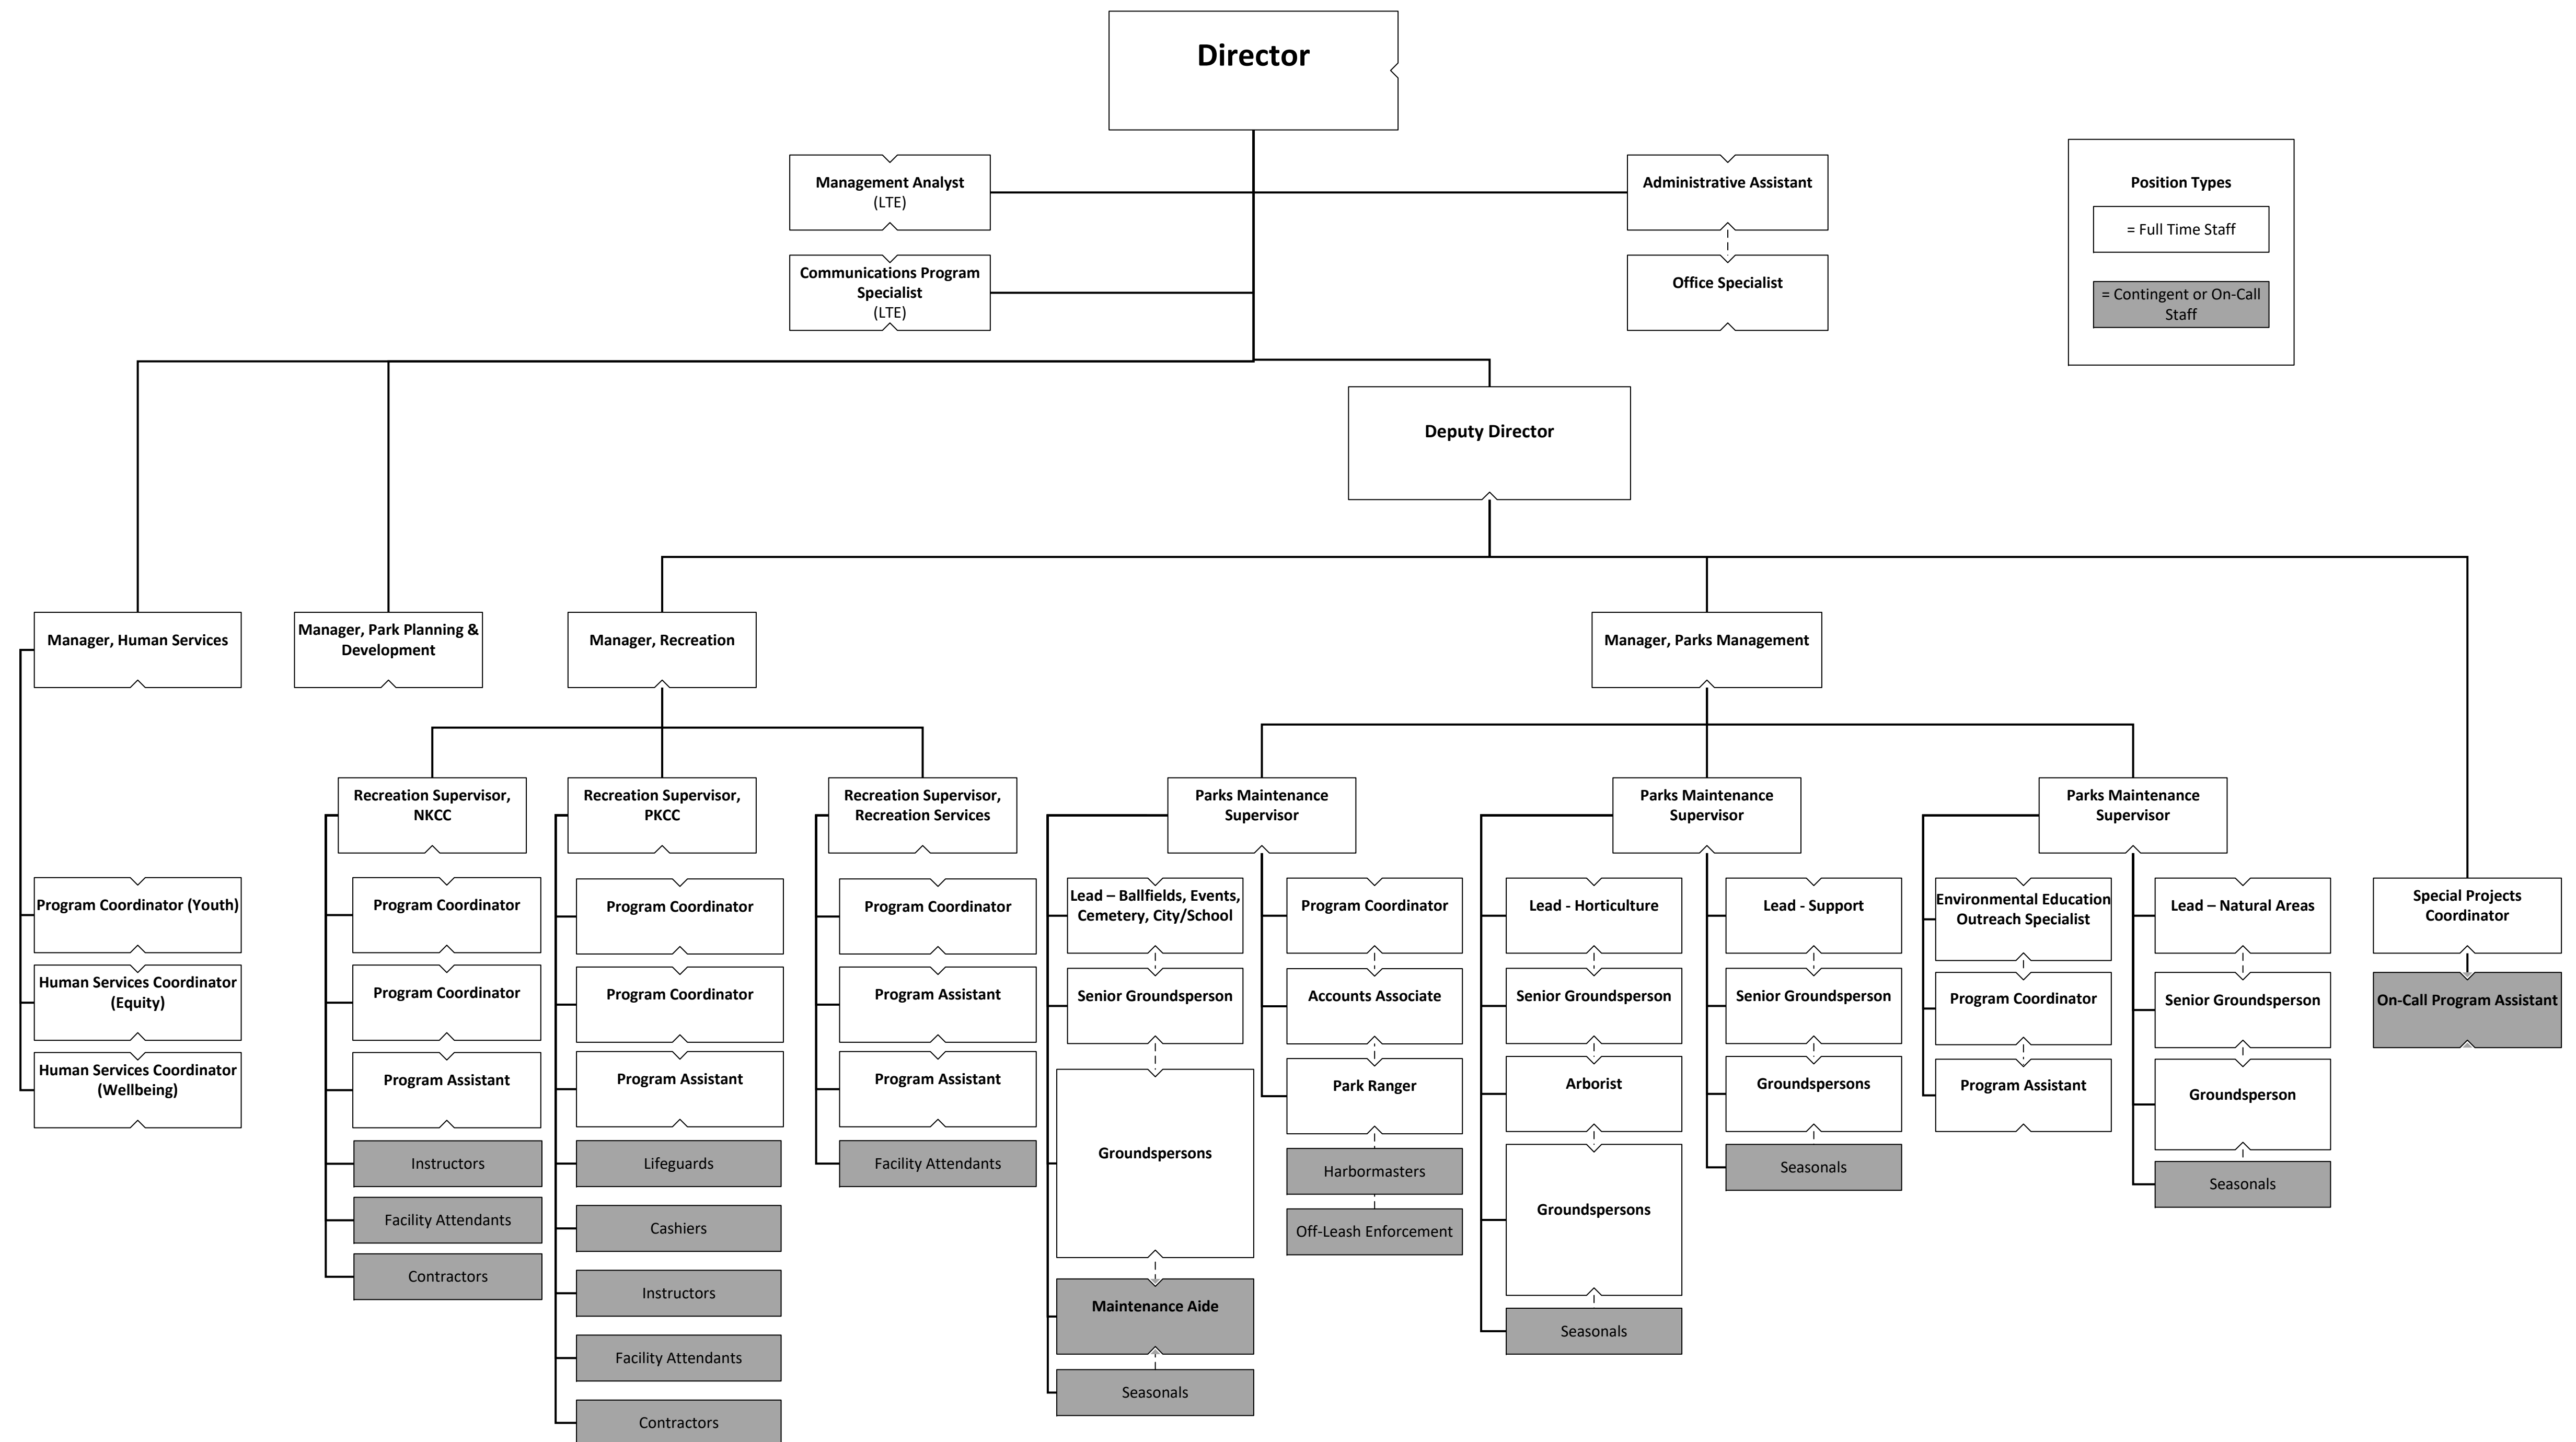 Director
Management Analyst
(LTE)
Administrative Assistant
Communications Program
Specialist
(LTE)
Office Specialist
Position Types
= Full Time Staff
= Contingent or On-Call
Staff
Deputy Director
Manager, Human Services
Manager, Park Planning &
Development
Manager, Recreation
Manager, Parks Management
Program Coordinator (Youth)
Human Services Coordinator
(Equity)
Human Services Coordinator
(Wellbeing)
Recreation Supervisor,
NKCC
Program Coordinator
Program Coordinator
Program Assistant
Instructors
Facility Attendants
Contractors
Recreation Supervisor,
PKCC
Program Coordinator
Program Coordinator
Program Assistant
Lifeguards
Cashiers
Instructors
Facility Attendants
Contractors
Recreation Supervisor,
Recreation Services
Program Coordinator
Program Assistant
Program Assistant
Facility Attendants
Parks Maintenance
Supervisor
Lead – Ballfields, Events,
Cemetery, City/School
Senior Groundsperson
Groundspersons
Maintenance Aide
Seasonals
Program Coordinator
Accounts Associate
Park Ranger
Harbormasters
Off-Leash Enforcement
Parks Maintenance
Supervisor
Lead - Horticulture
Senior Groundsperson
Arborist
Groundspersons
Seasonals
Lead - Support
Senior Groundsperson
Groundspersons
Seasonals
Parks Maintenance
Supervisor
Environmental Education
Outreach Specialist
Program Coordinator
Program Assistant
Lead – Natural Areas
Senior Groundsperson
Groundsperson
Seasonals
Special Projects
Coordinator
On-Call Program Assistant